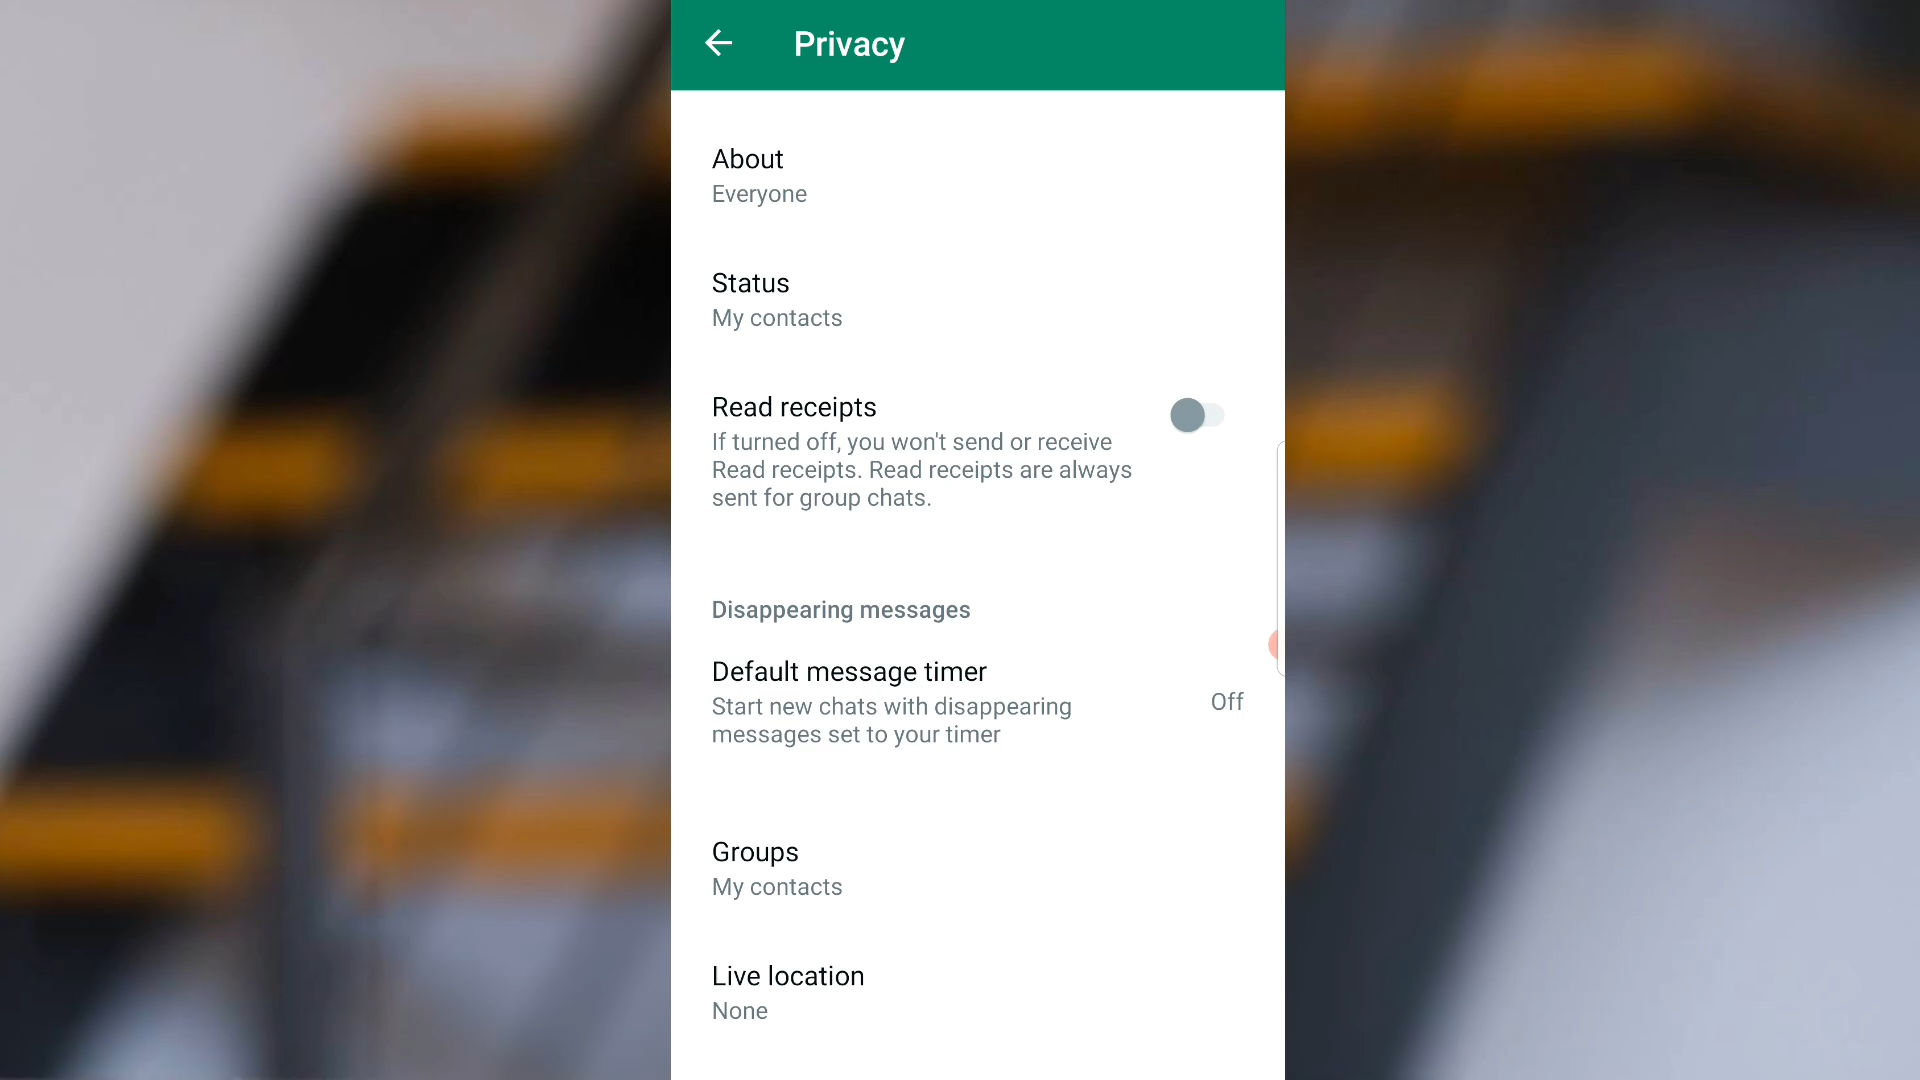 Privacy
About
Everyone
Status
My contacts
Read receipts
If turned off, you won't send or receive
Read receipts. Read receipts are always
sent for group chats.
Disappearing messages
Default message timer
Start new chats with disappearing
messages set to your timer
Off
Groups
My contacts
Live location
None